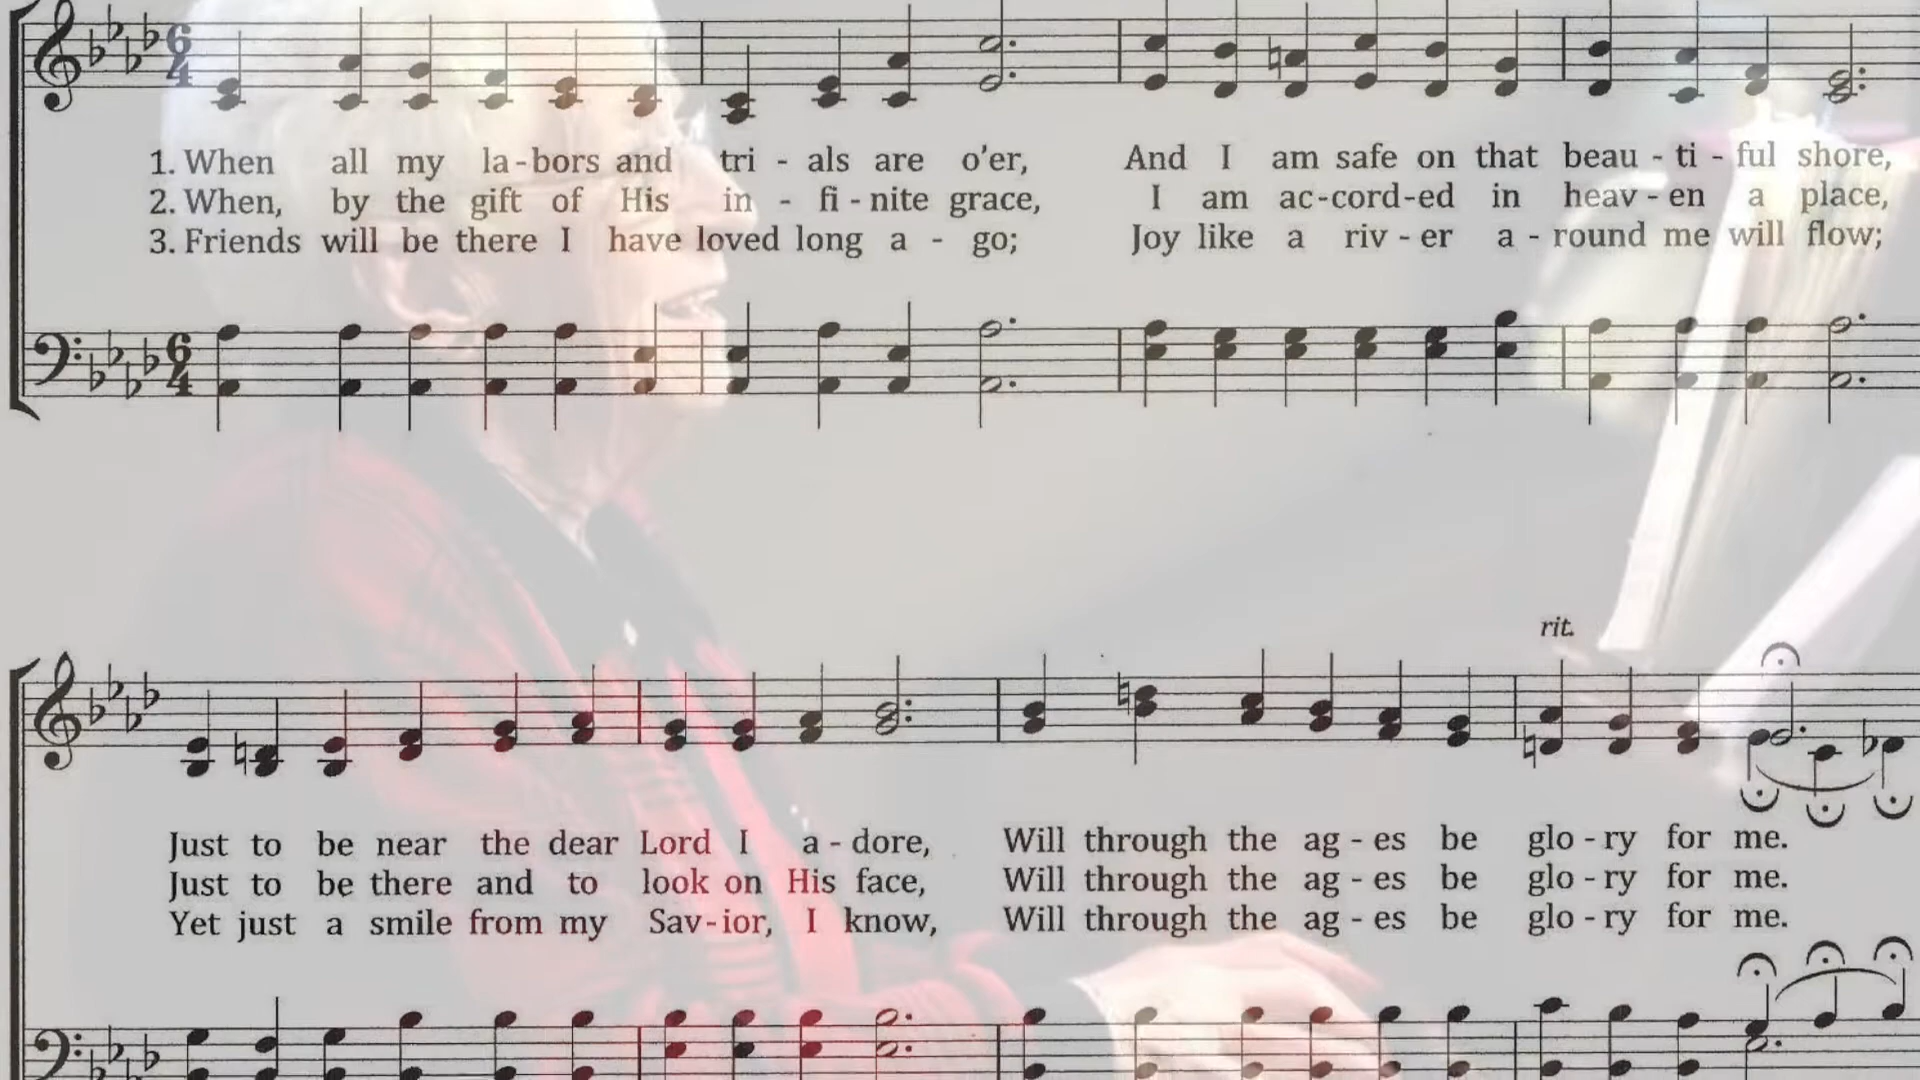 6 4
1. When all my la-bors and tri - als are o'er, And I am safe on that beau - ti - ful shore,
2. When, by the gift of His in - fi - nite grace, I am ac-cord-ed in heav - en a place,
3. Friends will be there I have loved long a - go; Joy like a riv - er a - round me will flow;
6 4
rit.
Just to be near the dear Lord I a - dore, Will through the ag - es be glo - ry for me.
Just to be there and to look on His face, Will through the ag - es be glo - ry for me.
Yet just a smile from my Sav-ior, I know, Will through the ag - es be glo - ry for me.